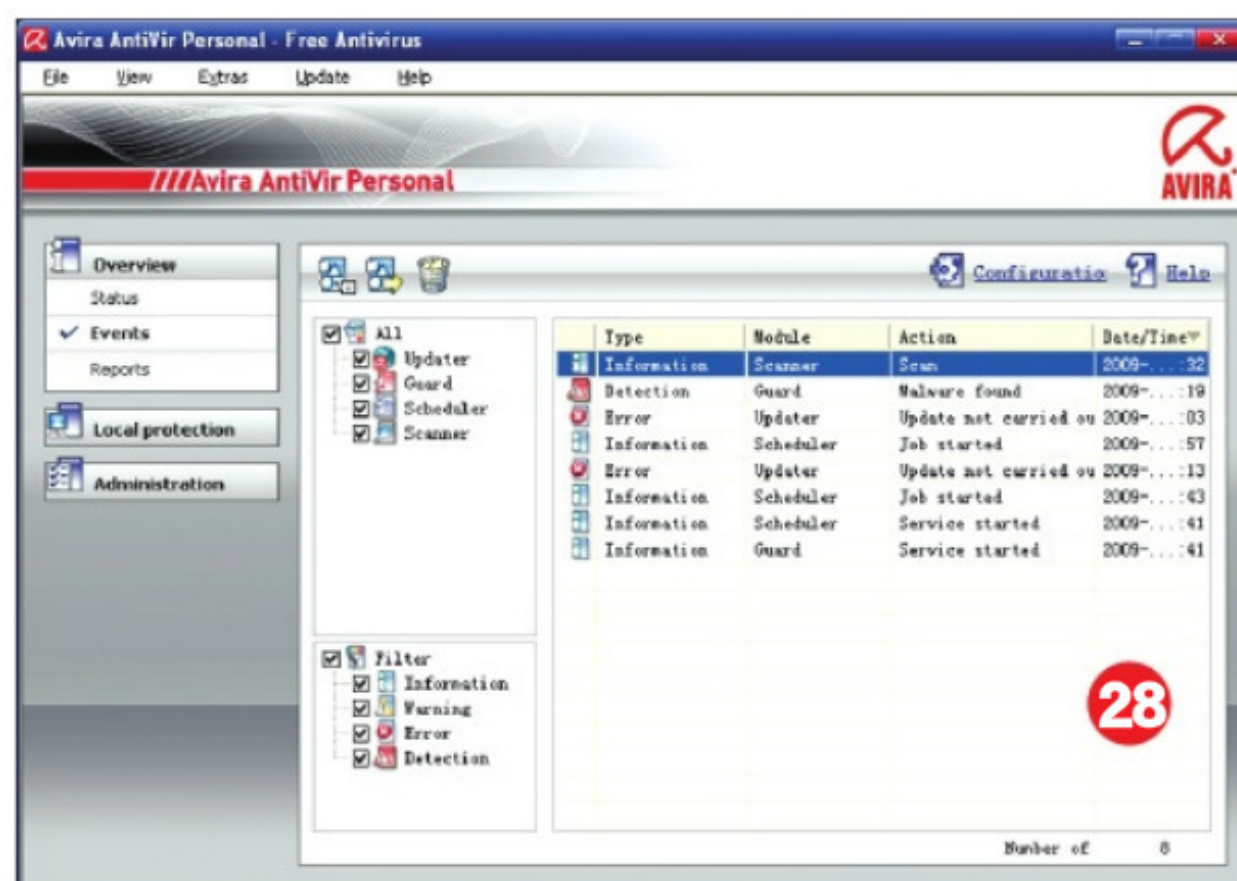 Avira AntiVir Personal - Free Antivirus
File View Extras Update Help
////Avira AntiVir Personal
AVIRA
Overview
Status
Events
Reports
Local protection
Administration
Configuratio Help
All
Updater
Guard
Scheduler
Scanner
Filter
Information
Warning
Error
Detection
Type Module Action Date/Time
Information Scanner Scan 2009-...:32
Detection Guard Malware found 2009-...:19
Error Updater Update not carried ou 2009-...:03
Information Scheduler Job started 2009-...:57
Error Updater Update not carried ou 2009-...:13
Information Scheduler Job started 2009-...:43
Information Scheduler Service started 2009-...:41
Information Guard Service started 2009-...:41
28
Number of 8